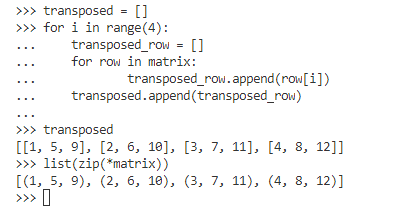 >>> transposed = []
>>> for i in range(4):
...     transposed_row = []
...     for row in matrix:
...             transposed_row.append(row[i])
...     transposed.append(transposed_row)
...
>>> transposed
[[1, 5, 9], [2, 6, 10], [3, 7, 11], [4, 8, 12]]
>>> list(zip(*matrix))
[(1, 5, 9), (2, 6, 10), (3, 7, 11), (4, 8, 12)]
>>>